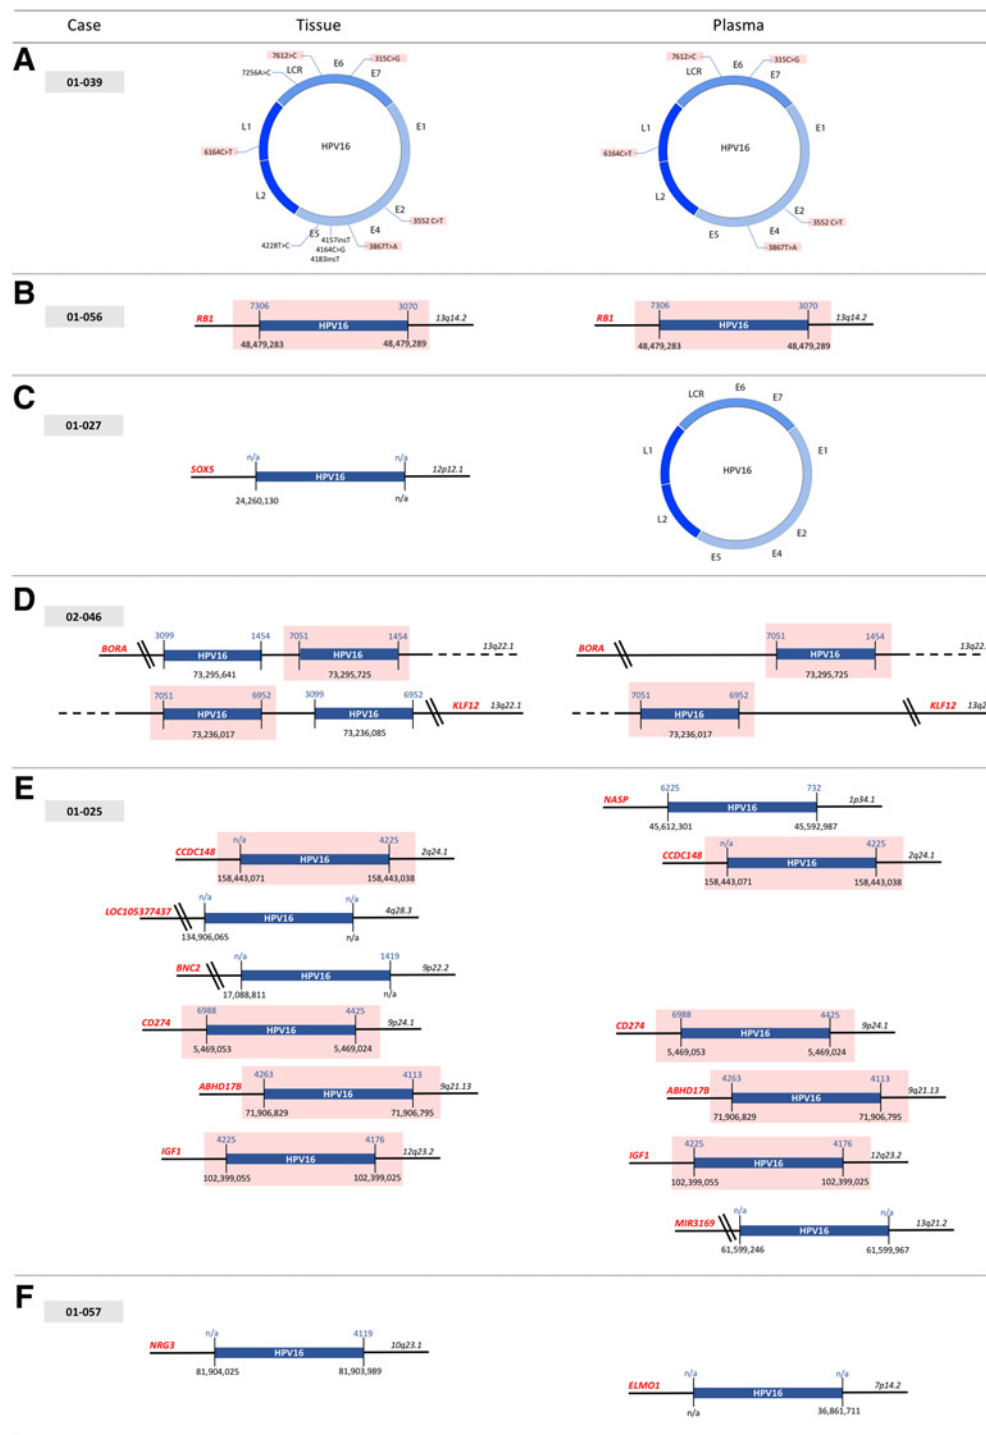 Case Tissue Plasma
A
01-039
7612>C E6 315C>G
7256A>C LCR E7
L1 E1
6164C>T HPV16
L2 E2
3552 C>T
E5 E4
4157insT
4228T>C 4164C>G 3867T>A
4183insT
7612>C E6 315C>G
LCR E7
L1 E1
6164C>T HPV16
L2 E2
3552 C>T
E5 E4
3867T>A
B
01-056
7306 3070
RB1 HPV16 13q14.2
48,479,283 48,479,289
7306 3070
RB1 HPV16 13q14.2
48,479,283 48,479,289
C
01-027
n/a n/a
SOX5 HPV16 12p12.1
24,260,130 n/a
E6
LCR E7
L1 E1
HPV16
L2 E2
E5 E4
D
02-046
3099 1454 7051 1454
BORA HPV16 HPV16 13q22.1
73,295,641 73,295,725
7051 6952 3099 6952
HPV16 HPV16 KLF12 13q22.1
73,236,017 73,236,085
7051 1454
BORA HPV16 13q22.
73,295,725
7051 6952
HPV16 KLF12 13q2
73,236,017
E
01-025
n/a 4225
CCDC148 HPV16 2q24.1
158,443,071 158,443,038
n/a n/a
LOC105377437 HPV16 4q28.3
134,906,065 n/a
n/a 1419
BNC2 HPV16 9p22.2
17,088,811 n/a
6988 4425
CD274 HPV16 9p24.1
5,469,053 5,469,024
4263 4113
ABHD17B HPV16 9q21.13
71,906,829 71,906,795
4225 4176
IGF1 HPV16 12q23.2
102,399,055 102,399,025
6225 732
NASP HPV16 1p34.1
45,612,301 45,592,987
n/a 4225
CCDC148 HPV16 2q24.1
158,443,071 158,443,038
6988 4425
CD274 HPV16 9p24.1
5,469,053 5,469,024
4263 4113
ABHD17B HPV16 9q21.13
71,906,829 71,906,795
4225 4176
IGF1 HPV16 12q23.2
102,399,055 102,399,025
n/a n/a
MIR3169 HPV16 13q21.2
61,599,246 61,599,967
F
01-057
n/a 4119
NRG3 HPV16 10q23.1
81,904,025 81,903,989
n/a n/a
ELMO1 HPV16 7p14.2
n/a 36,861,711